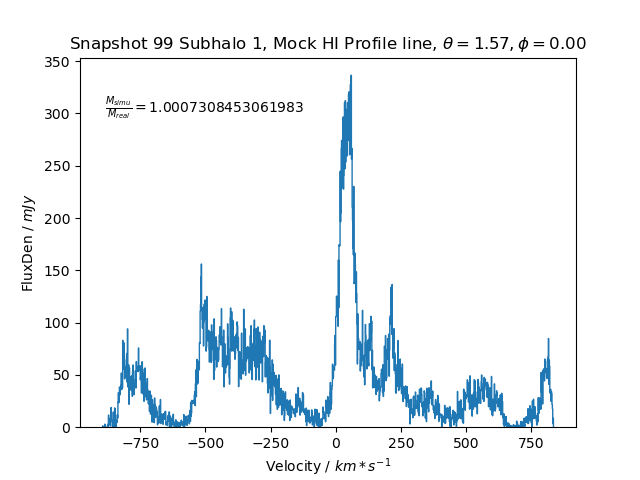 Snapshot 99 Subhalo 1, Mock HI Profile line, θ = 1.57, ϕ = 0.00
350
300
250
200
150
100
50
0
FluxDen / mJy
M_simu / M_real = 1.0007308453061983
−750 −500 −250 0 250 500 750
Velocity / km * s⁻¹